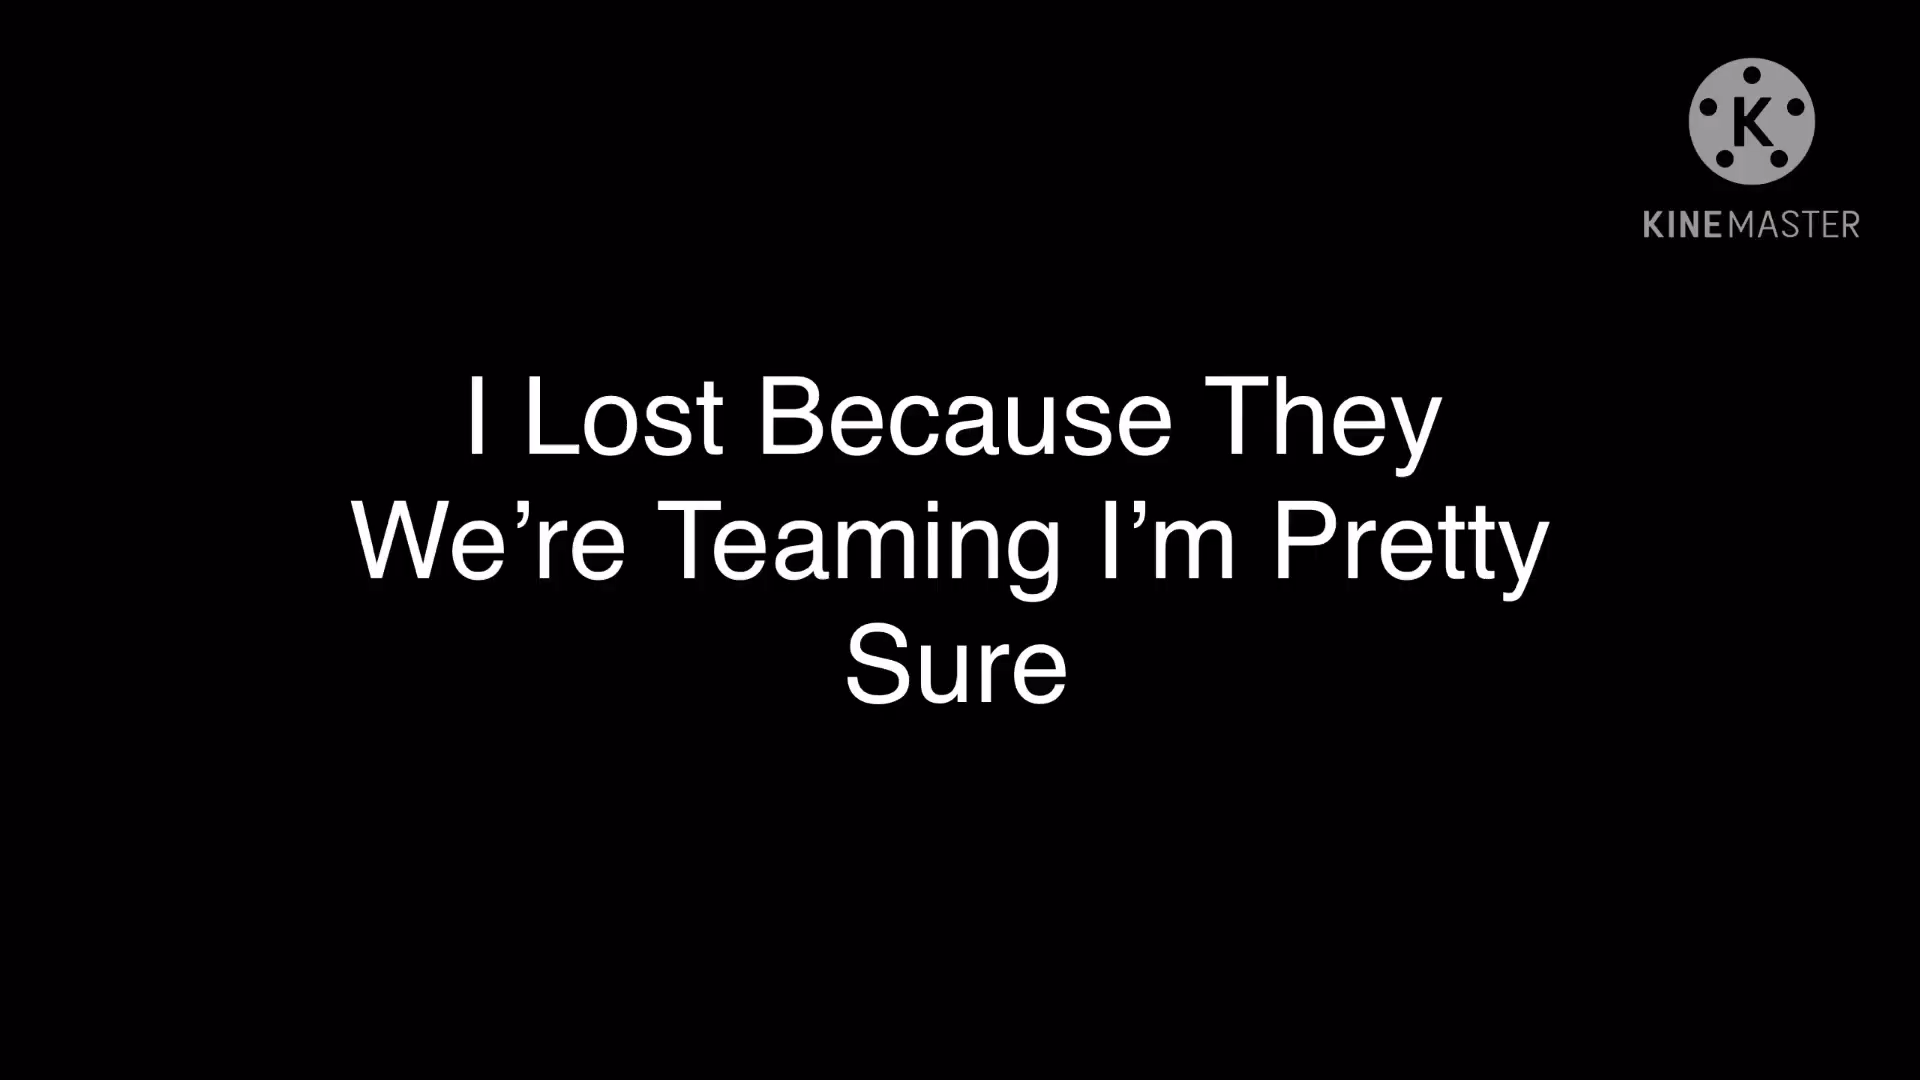 K
KINEMASTER
I Lost Because They
We’re Teaming I’m Pretty
Sure